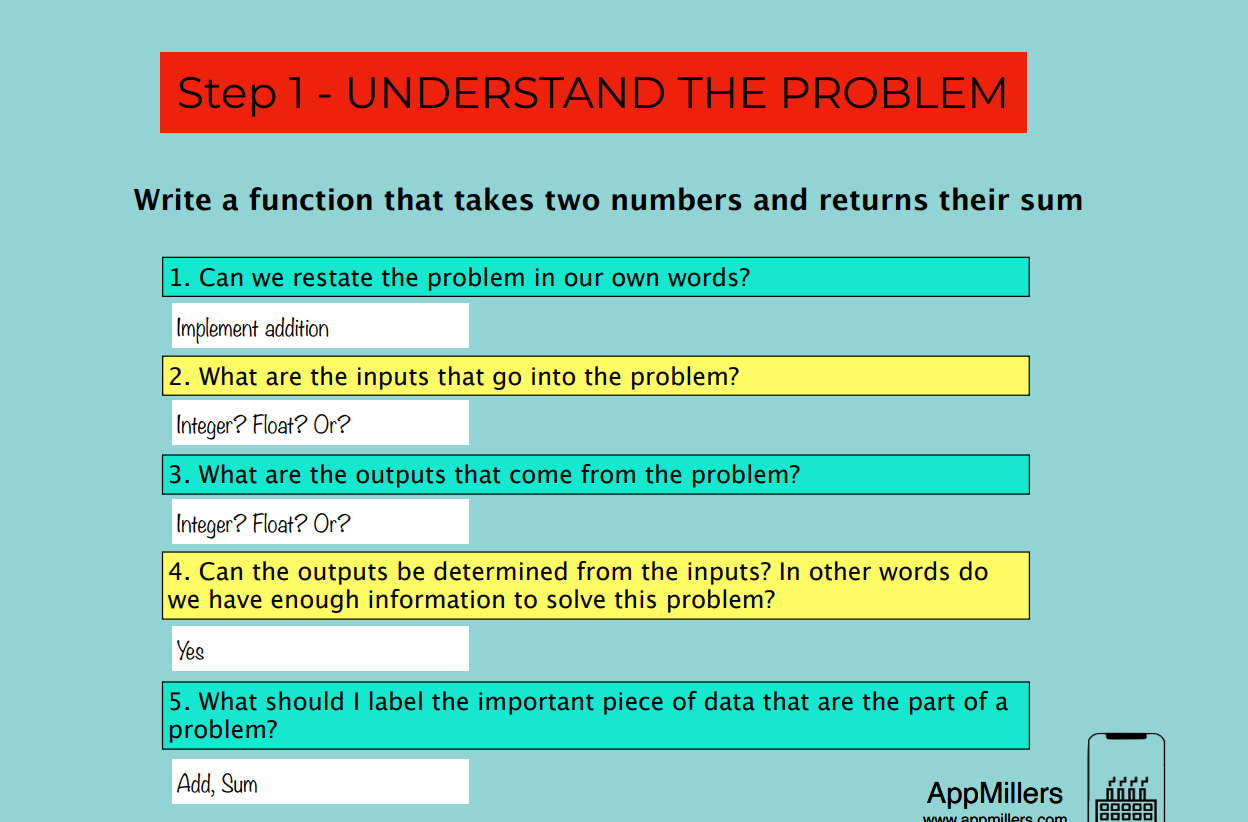 Step 1 - UNDERSTAND THE PROBLEM
Write a function that takes two numbers and returns their sum
1. Can we restate the problem in our own words?
Implement addition
2. What are the inputs that go into the problem?
Integer? Float? Or?
3. What are the outputs that come from the problem?
Integer? Float? Or?
4. Can the outputs be determined from the inputs? In other words do
we have enough information to solve this problem?
Yes
5. What should I label the important piece of data that are the part of a
problem?
Add, Sum
AppMillers
www.appmillers.com